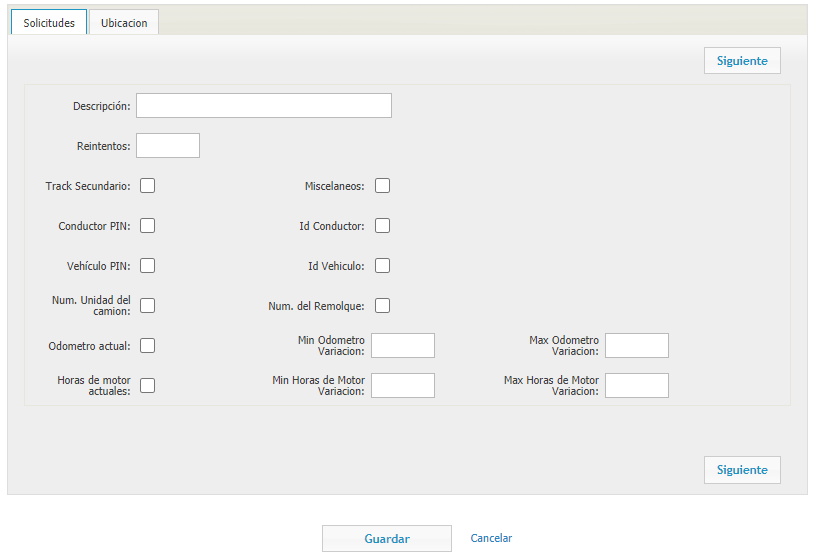 Solicitudes
Ubicacion
Siguiente
Descripción:
Reintentos:
Track Secundario:
Miscelaneos:
Conductor PIN:
Id Conductor:
Vehículo PIN:
Id Vehiculo:
Num. Unidad del
camion:
Num. del Remolque:
Odometro actual:
Min Odometro
Variacion:
Max Odometro
Variacion:
Horas de motor
actuales:
Min Horas de Motor
Variacion:
Max Horas de Motor
Variacion:
Siguiente
Guardar
Cancelar